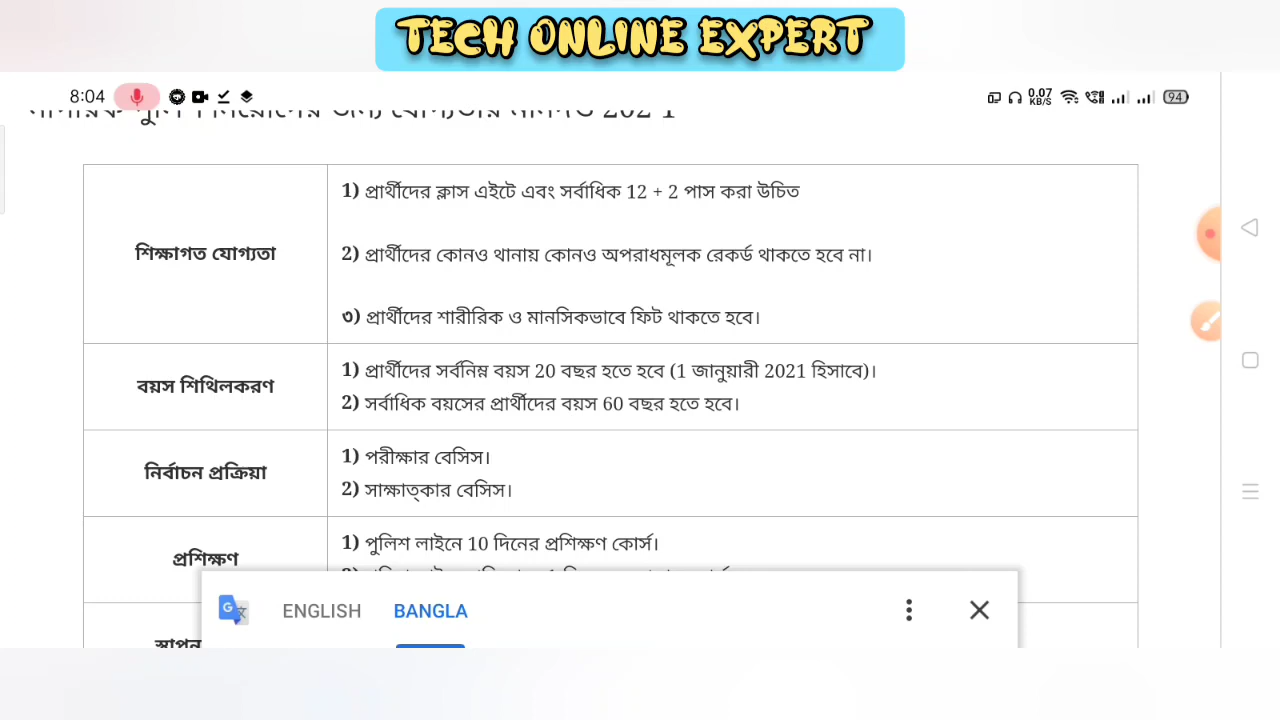 TECH ONLINE EXPERT
8:04
0.07
KB/S
94
1) প্রার্থীদের ক্লাস এইটে এবং সর্বাধিক 12 + 2 পাস করা উচিত
শিক্ষাগত যোগ্যতা
2) প্রার্থীদের কোনও থানায় কোনও অপরাধমূলক রেকর্ড থাকতে হবে না।
৩) প্রার্থীদের শারীরিক ও মানসিকভাবে ফিট থাকতে হবে।
বয়স শিথিলকরণ
1) প্রার্থীদের সর্বনিম্ন বয়স 20 বছর হতে হবে (1 জানুয়ারী 2021 হিসাবে)।
2) সর্বাধিক বয়সের প্রার্থীদের বয়স 60 বছর হতে হবে।
নির্বাচন প্রক্রিয়া
1) পরীক্ষার বেসিস।
2) সাক্ষাত্কার বেসিস।
প্রশিক্ষণ
1) পুলিশ লাইনে 10 দিনের প্রশিক্ষণ কোর্স।
ENGLISH BANGLA